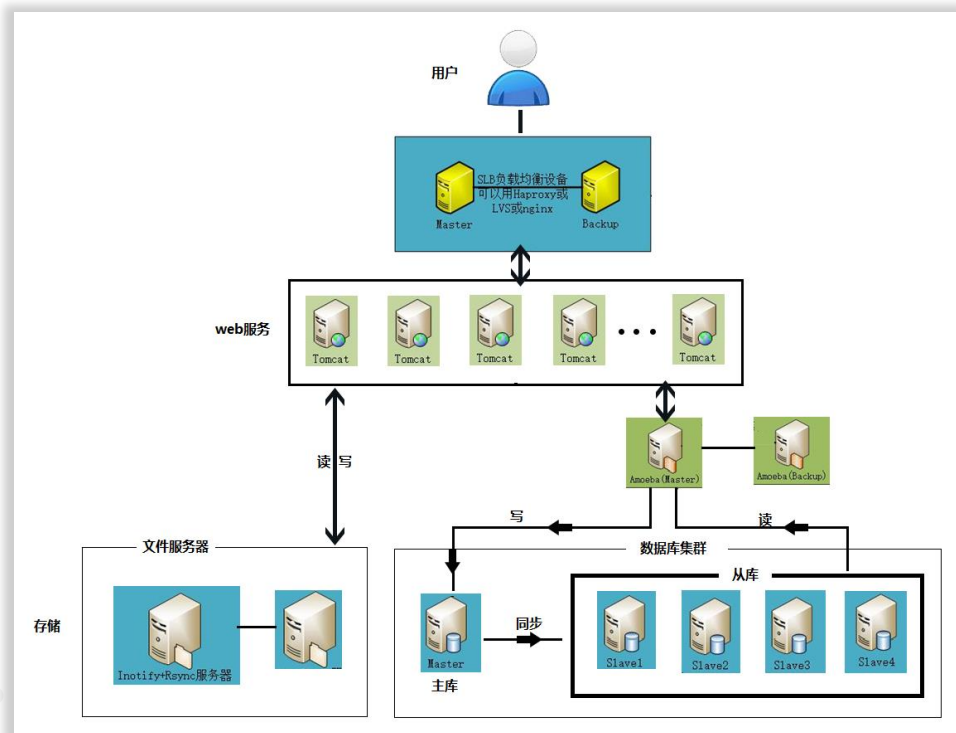 用户
SLB负载均衡设备
可以用Haproxy或
LVS或nginx
Master
Backup
web服务
Tomcat
Tomcat
Tomcat
Tomcat
Tomcat
读 写
Amoeba(Master)
Amoeba(Backup)
写
读
文件服务器
数据库集群
从库
存储
Inotify+Rsync服务器
Master
同步
Slave1
Slave2
Slave3
Slave4
主库